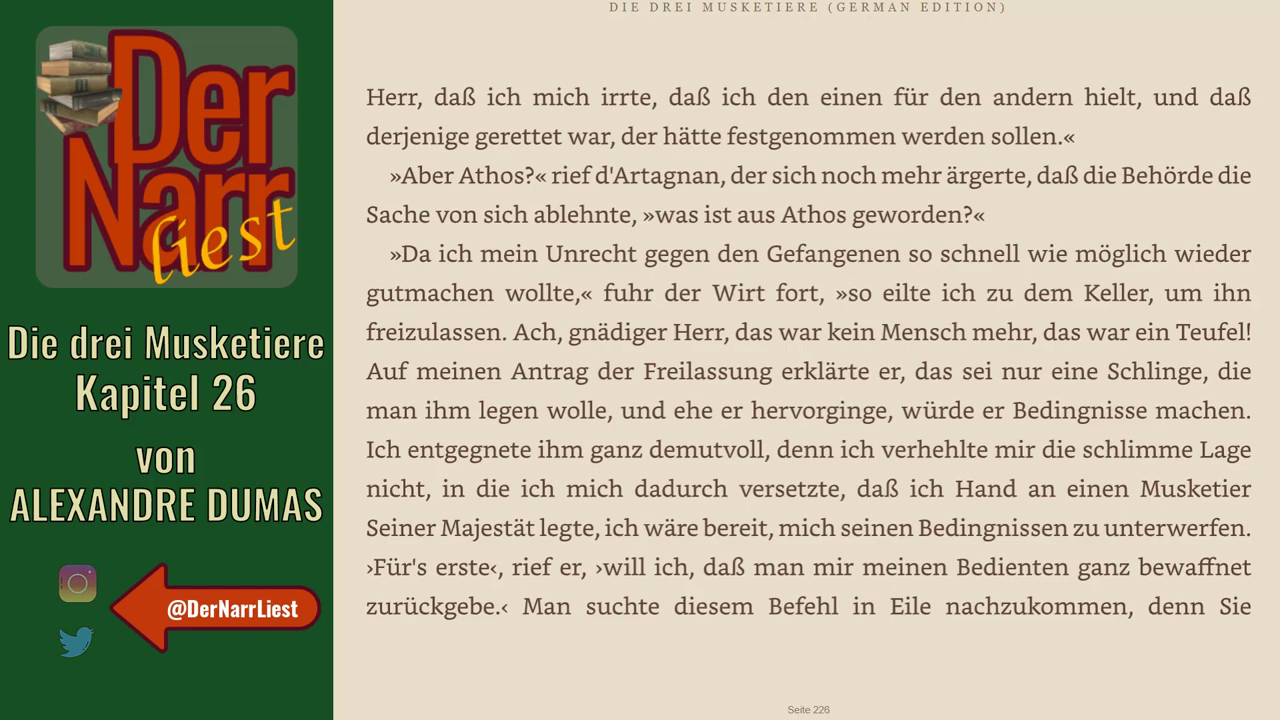 Der
Narr
liest
Die drei Musketiere
Kapitel 26
von
ALEXANDRE DUMAS
@DerNarrLiest
DIE DREI MUSKETIERE (GERMAN EDITION)
Herr, daß ich mich irrte, daß ich den einen für den andern hielt, und daß
derjenige gerettet war, der hätte festgenommen werden sollen.«
»Aber Athos?« rief d'Artagnan, der sich noch mehr ärgerte, daß die Behörde die
Sache von sich ablehnte, »was ist aus Athos geworden?«
»Da ich mein Unrecht gegen den Gefangenen so schnell wie möglich wieder
gutmachen wollte,« fuhr der Wirt fort, »so eilte ich zu dem Keller, um ihn
freizulassen. Ach, gnädiger Herr, das war kein Mensch mehr, das war ein Teufel!
Auf meinen Antrag der Freilassung erklärte er, das sei nur eine Schlinge, die
man ihm legen wolle, und ehe er hervorginge, würde er Bedingnisse machen.
Ich entgegnete ihm ganz demutvoll, denn ich verhehlte mir die schlimme Lage
nicht, in die ich mich dadurch versetzte, daß ich Hand an einen Musketier
Seiner Majestät legte, ich wäre bereit, mich seinen Bedingnissen zu unterwerfen.
›Für's erste‹, rief er, ›will ich, daß man mir meinen Bedienten ganz bewaffnet
zurückgebe.‹ Man suchte diesem Befehl in Eile nachzukommen, denn Sie
Seite 226